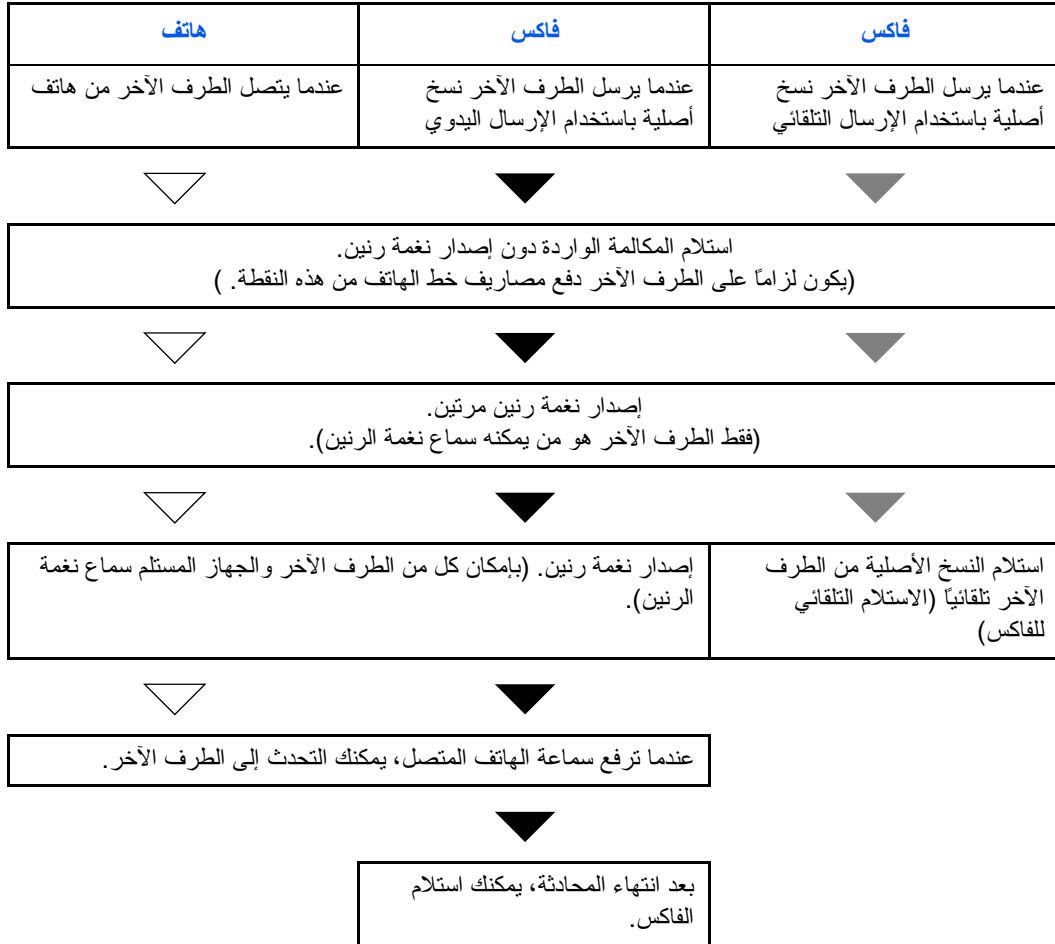 فاكس
فاكس
هاتف
عندما يرسل الطرف الآخر نسخ
أصلية باستخدام الإرسال التلقائي
عندما يرسل الطرف الآخر نسخ
أصلية باستخدام الإرسال اليدوي
عندما يتصل الطرف الآخر من هاتف
استلام المكالمة الواردة دون إصدار نغمة رنين.
(يكون لزامًا على الطرف الآخر دفع مصاريف خط الهاتف من هذه النقطة. )
إصدار نغمة رنين مرتين.
(فقط الطرف الآخر هو من يمكنه سماع نغمة الرنين).
استلام النسخ الأصلية من الطرف
الآخر تلقائيًا (الاستلام التلقائي
للفاكس)
إصدار نغمة رنين. (بإمكان كل من الطرف الآخر والجهاز المستلم سماع نغمة
الرنين).
عندما ترفع سماعة الهاتف المتصل، يمكنك التحدث إلى الطرف الآخر.
بعد انتهاء المحادثة، يمكنك استلام
الفاكس.